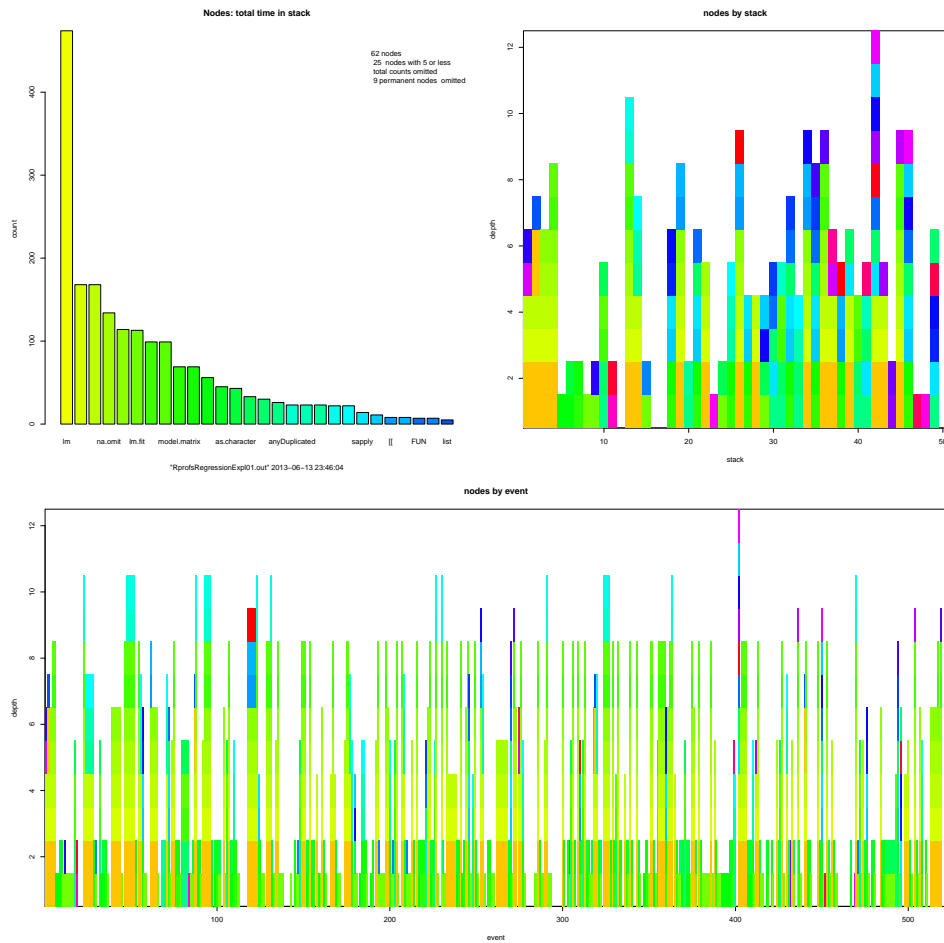 Nodes: total time in stack
62 nodes
25 nodes with 5 or less
total counts omitted
9 permanent nodes omitted
count
0
100
200
300
400
lm
na.omit
lm.fit
model.matrix
as.character
anyDuplicated
sapply
[[
FUN
list
"RprofsRegressionExpl01.out" 2013−06−13 23:46:04
nodes by stack
depth
2
4
6
8
10
12
10
20
30
40
50
stack
nodes by event
depth
2
4
6
8
10
12
100
200
300
400
500
event